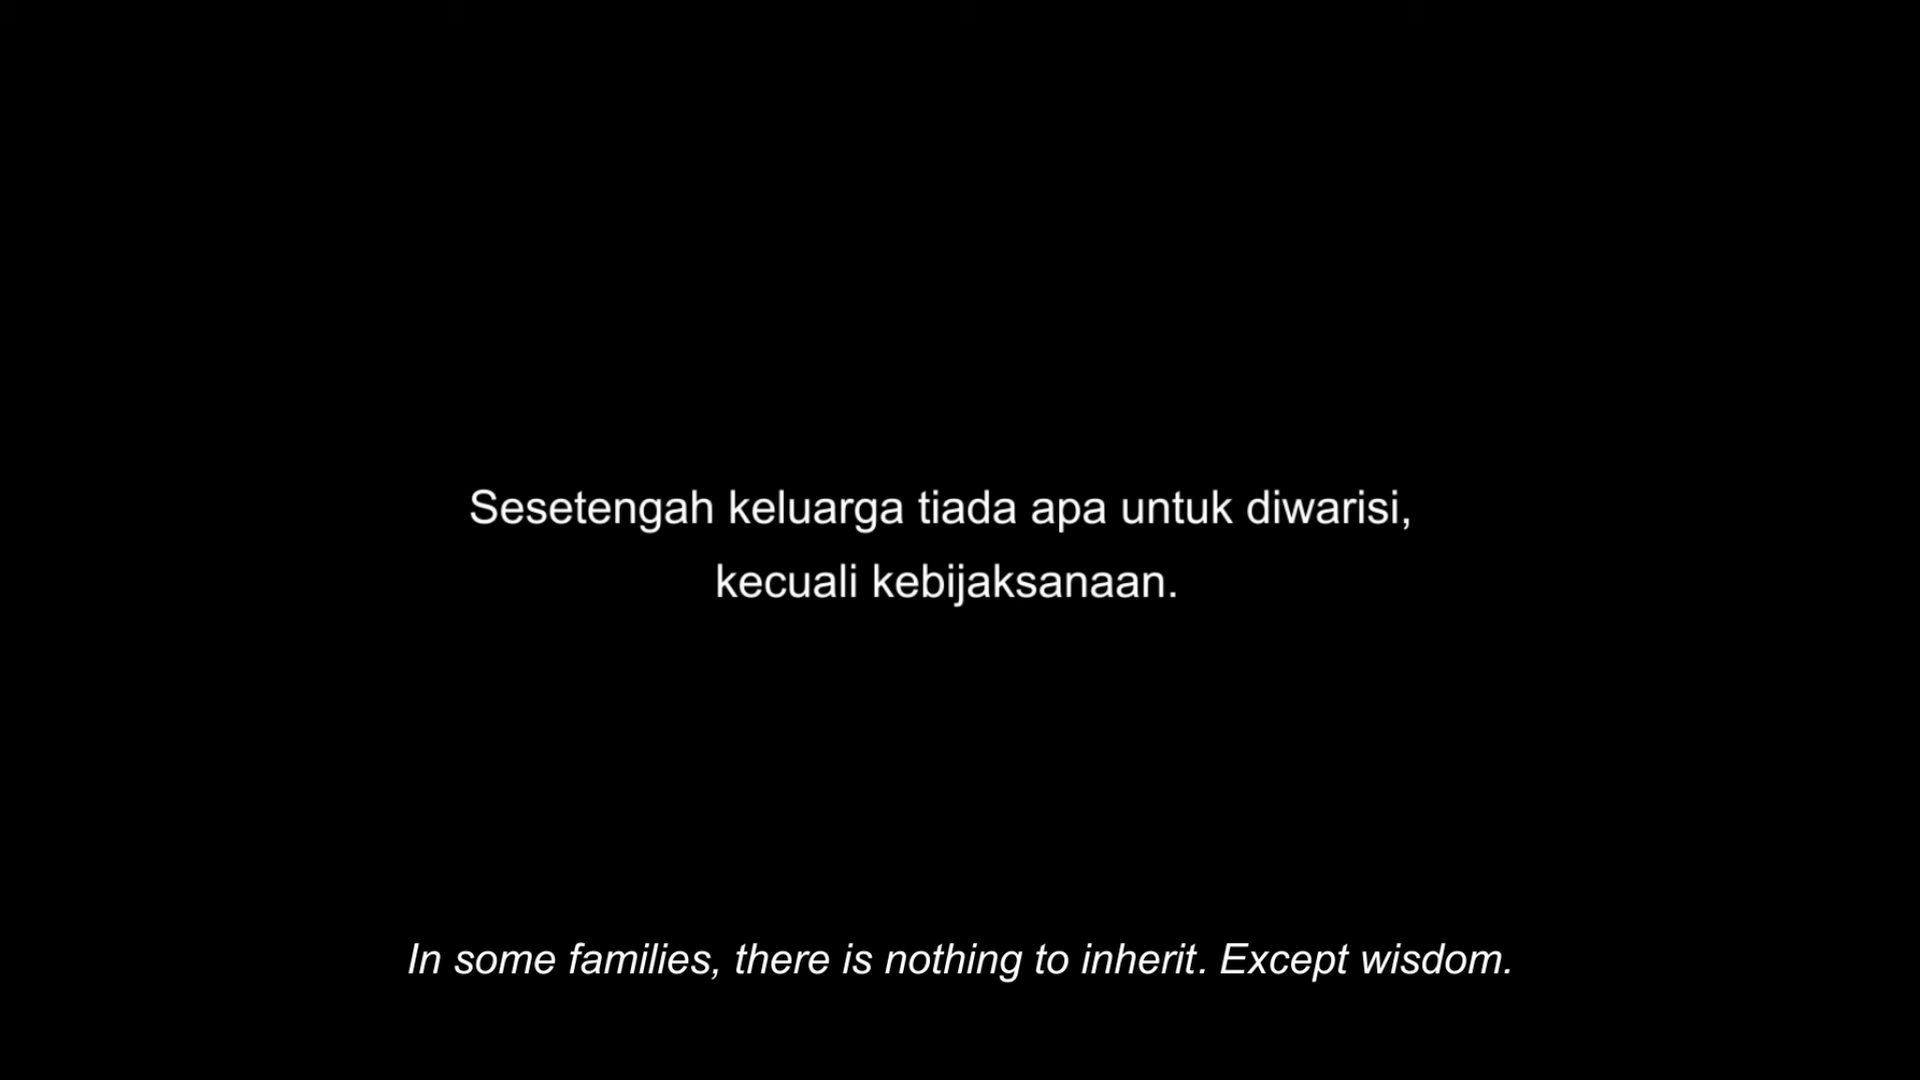 Sesetengah keluarga tiada apa untuk diwarisi,
kecuali kebijaksanaan.
In some families, there is nothing to inherit. Except wisdom.